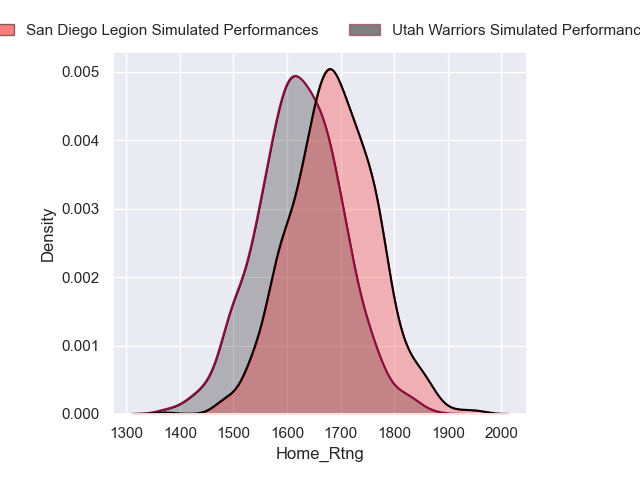 San Diego Legion Simulated Performances
Utah Warriors Simulated
0.005
0.004
0.003
0.002
0.001
0.000
Density
1300 1400 1500 1600 1700 1800 1900 2000
Home_Rtng